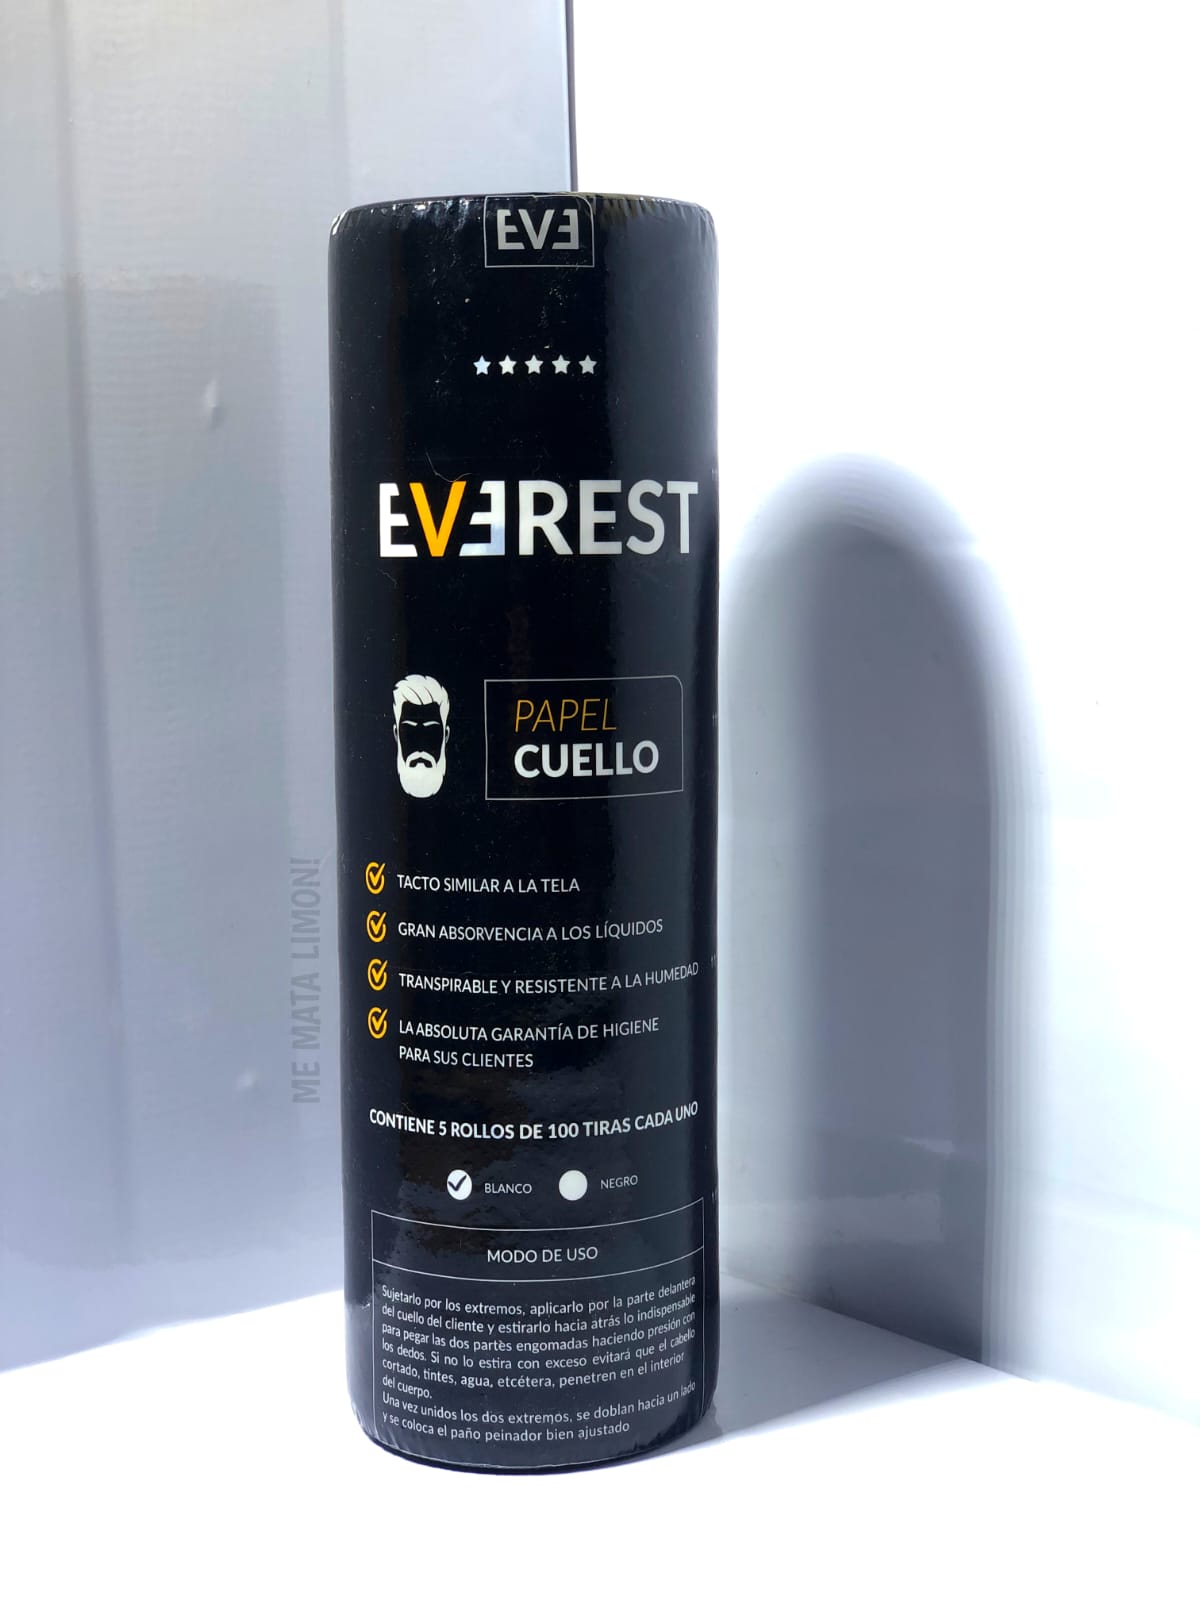 EVE
EVEREST
PAPEL
CUELLO
TACTO SIMILAR A LA TELA
GRAN ABSORVENCIA A LOS LÍQUIDOS
TRANSPIRABLE Y RESISTENTE A LA HUMEDAD
LA ABSOLUTA GARANTÍA DE HIGIENE
PARA SUS CLIENTES
CONTIENE 5 ROLLOS DE 100 TIRAS CADA UNO
BLANCO NEGRO
MODO DE USO
Sujetarlo por los extremos, aplicarlo por la parte delantera
del cuello del cliente y estirarlo hacia atrás lo indispensable
para pegar las dos partes engomadas haciendo presión con
los dedos. Si no lo estira con exceso evitará que el cabello
cortado, tintes, agua, etcétera, penetren en el interior
del cuerpo.
Una vez unidos los dos extremos, se doblan hacia un lado
y se coloca el paño peinador bien ajustado
ME MATA LIMON!